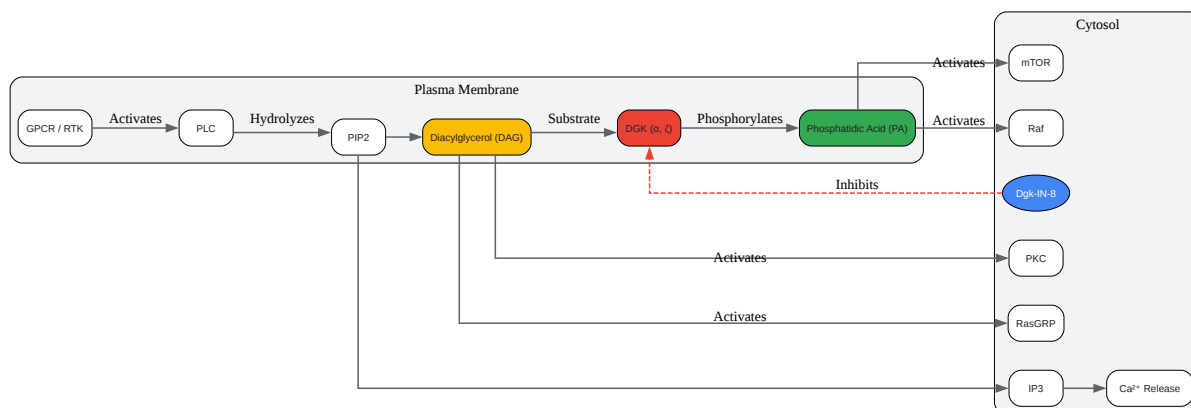 Cytosol
Activates
mTOR
Plasma Membrane
GPCR / RTK
Activates
PLC
Hydrolyzes
PIP2
Diacylglycerol (DAG)
Substrate
DGK (α, ζ)
Phosphorylates
Phosphatidic Acid (PA)
Activates
Raf
Inhibits
Dgk-IN-8
Activates
PKC
Activates
RasGRP
IP3
Ca²⁺ Release